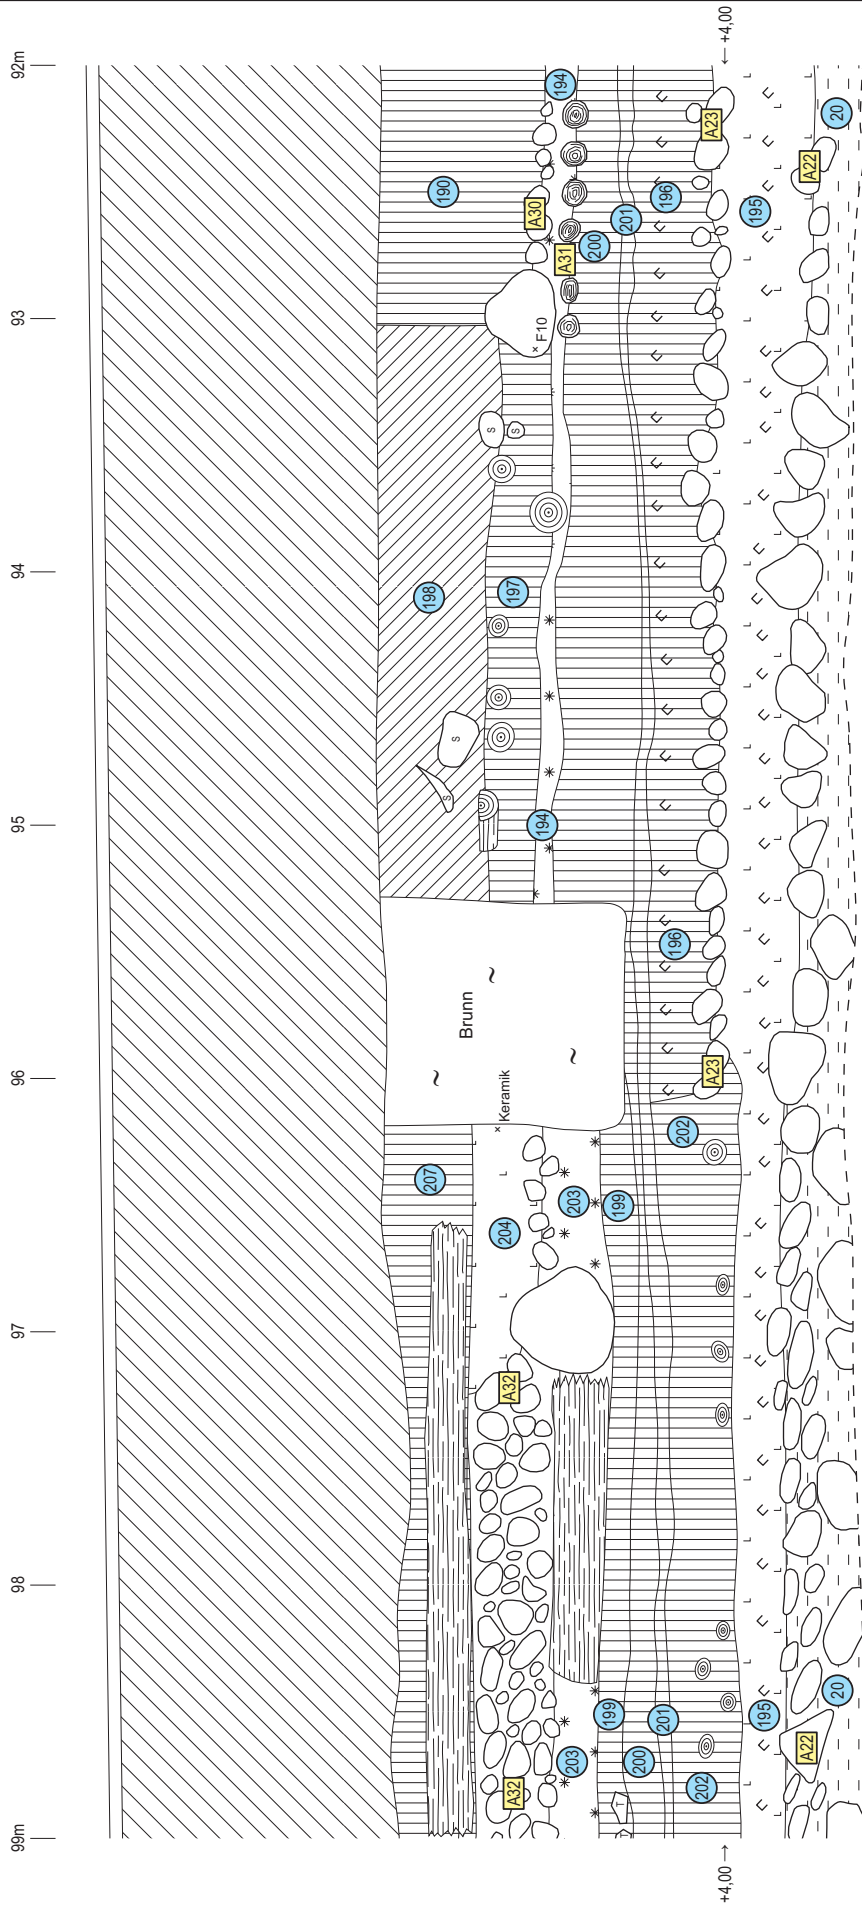 99m
98
97
96
95
94
93
92m
207
198
190
A32
A32
204
× Keramik
Brunn
S
S
197
S
S
× F10
A30
203
203
194
A31
194
199
199
T
T
200
201
200
201
202
202
196
196
A23
A23
+4,00 →
← +4,00
195
195
A22
A22
20
20